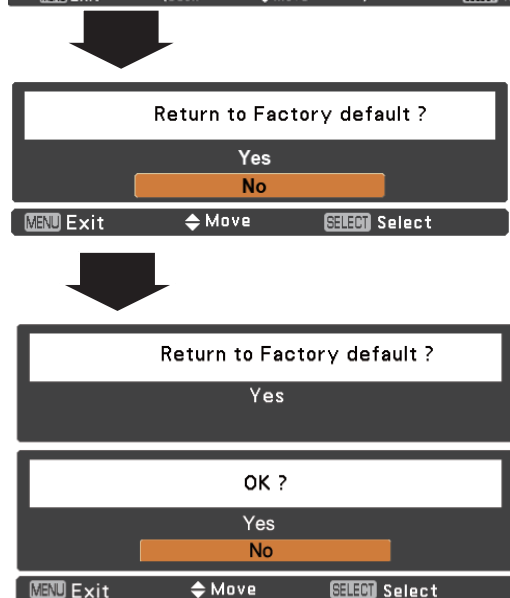 Return to Factory default ?
Yes
No
MENU Exit Move SELECT Select
Return to Factory default ?
Yes
OK ?
Yes
No
MENU Exit Move SELECT Select